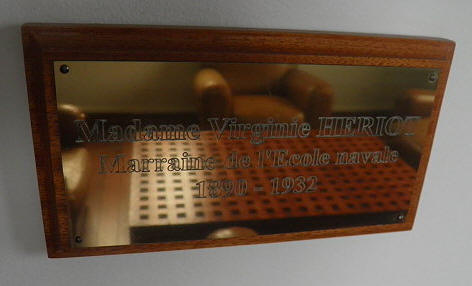 Madame Virginie HERIOT
Marraine de l'Ecole navale
1890 - 1932